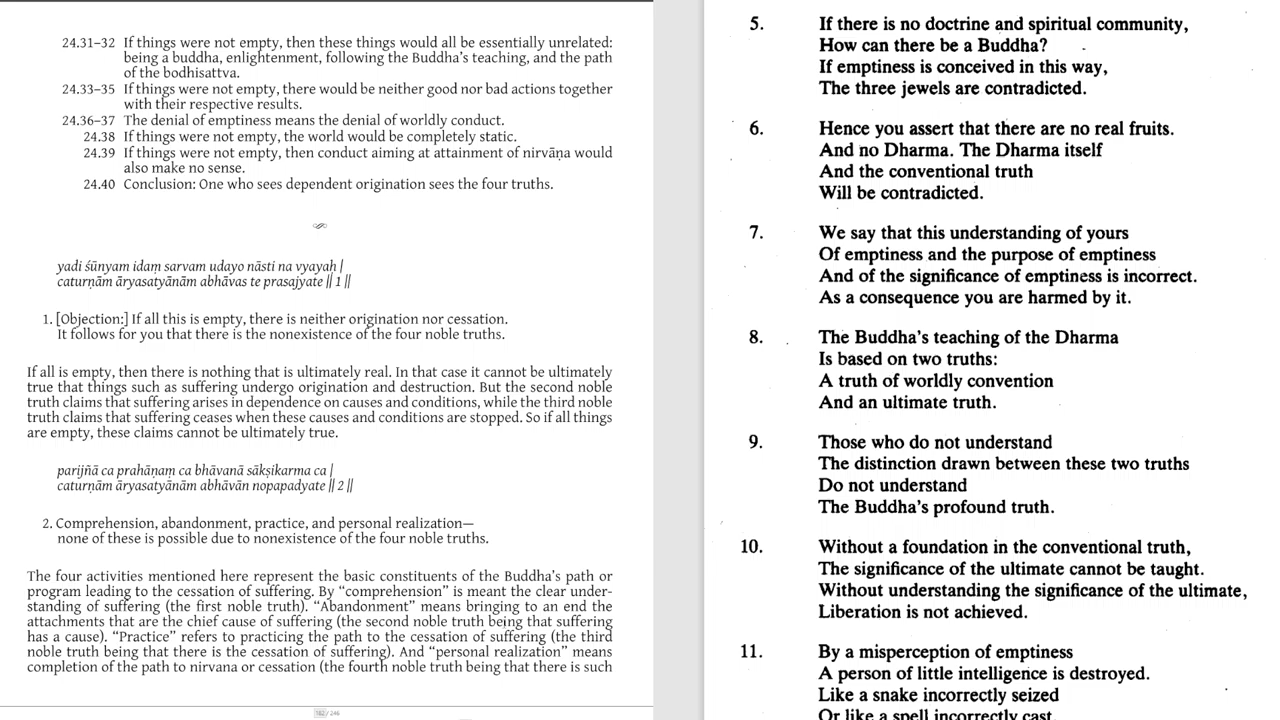 24.31–32 If things were not empty, then these things would all be essentially unrelated:
being a buddha, enlightenment, following the Buddha’s teaching, and the path
of the bodhisattva.
24.33–35 If things were not empty, there would be neither good nor bad actions together
with their respective results.
24.36–37 The denial of emptiness means the denial of worldly conduct.
24.38 If things were not empty, the world would be completely static.
24.39 If things were not empty, then conduct aiming at attainment of nirvāṇa would
also make no sense.
24.40 Conclusion: One who sees dependent origination sees the four truths.
yadi śūnyam idaṃ sarvam udayo nāsti na vyayaḥ |
caturṇām āryasatyānām abhāvas te prasajyate || 1 ||
1. [Objection:] If all this is empty, there is neither origination nor cessation.
It follows for you that there is the nonexistence of the four noble truths.
If all is empty, then there is nothing that is ultimately real. In that case it cannot be ultimately
true that things such as suffering undergo origination and destruction. But the second noble
truth claims that suffering arises in dependence on causes and conditions, while the third noble
truth claims that suffering ceases when these causes and conditions are stopped. So if all things
are empty, these claims cannot be ultimately true.
parijñā ca prahāṇaṃ ca bhāvanā sākṣikarma ca |
caturṇām āryasatyānām abhāvān nopapadyate || 2 ||
2. Comprehension, abandonment, practice, and personal realization—
none of these is possible due to nonexistence of the four noble truths.
The four activities mentioned here represent the basic constituents of the Buddha’s path or
program leading to the cessation of suffering. By “comprehension” is meant the clear under-
standing of suffering (the first noble truth). “Abandonment” means bringing to an end the
attachments that are the chief cause of suffering (the second noble truth being that suffering
has a cause). “Practice” refers to practicing the path to the cessation of suffering (the third
noble truth being that there is the cessation of suffering). And “personal realization” means
completion of the path to nirvana or cessation (the fourth noble truth being that there is such
182 / 246
5. If there is no doctrine and spiritual community,
How can there be a Buddha?
If emptiness is conceived in this way,
The three jewels are contradicted.
6. Hence you assert that there are no real fruits.
And no Dharma. The Dharma itself
And the conventional truth
Will be contradicted.
7. We say that this understanding of yours
Of emptiness and the purpose of emptiness
And of the significance of emptiness is incorrect.
As a consequence you are harmed by it.
8. The Buddha’s teaching of the Dharma
Is based on two truths:
A truth of worldly convention
And an ultimate truth.
9. Those who do not understand
The distinction drawn between these two truths
Do not understand
The Buddha’s profound truth.
10. Without a foundation in the conventional truth,
The significance of the ultimate cannot be taught.
Without understanding the significance of the ultimate,
Liberation is not achieved.
11. By a misperception of emptiness
A person of little intelligence is destroyed.
Like a snake incorrectly seized
Or like a spell incorrectly cast.